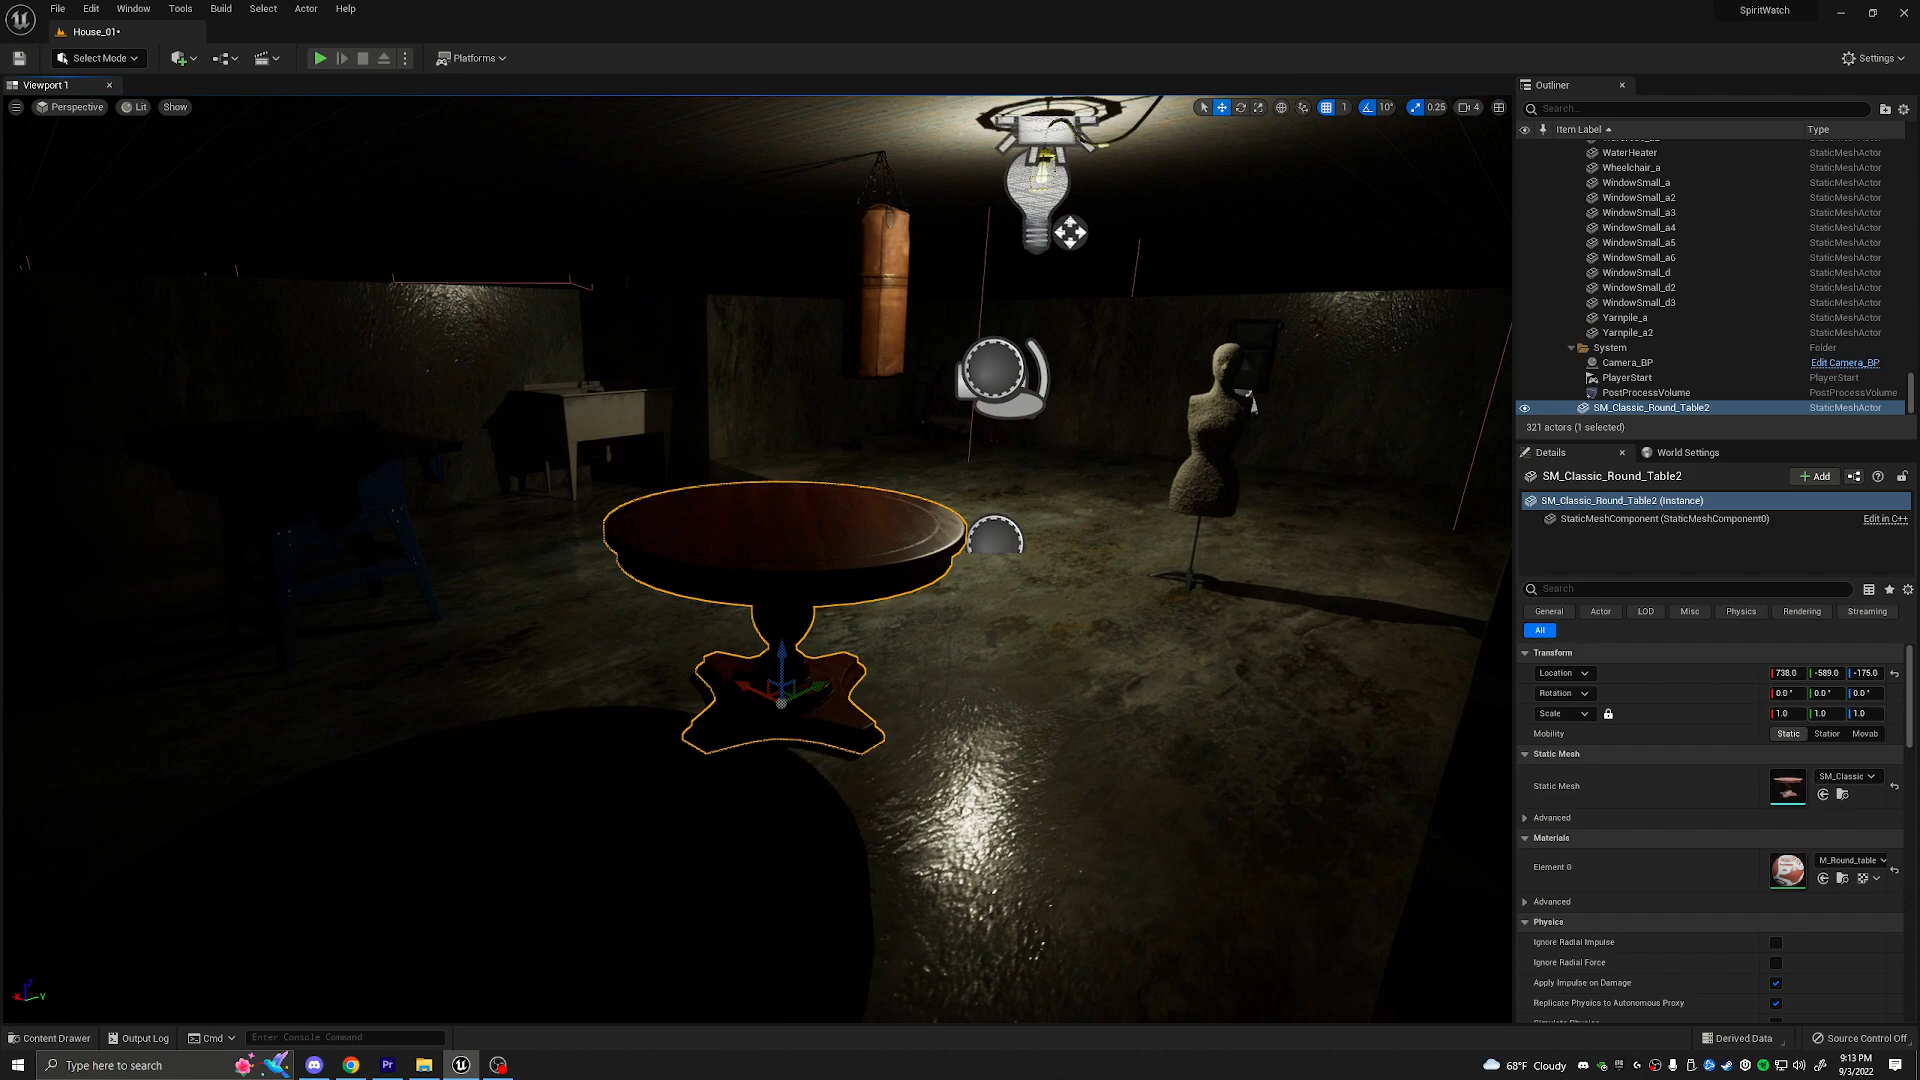 File Edit Window Tools Build Select Actor Help
SpiritWatch
House_01•
Select Mode
Platforms
Settings
Viewport 1
Perspective Lit Show
1 10° 0.25 4
Outliner
Search...
Item Label Type
WaterHeater StaticMeshActor
Wheelchair_a StaticMeshActor
WindowSmall_a StaticMeshActor
WindowSmall_a2 StaticMeshActor
WindowSmall_a3 StaticMeshActor
WindowSmall_a4 StaticMeshActor
WindowSmall_a5 StaticMeshActor
WindowSmall_a6 StaticMeshActor
WindowSmall_d StaticMeshActor
WindowSmall_d2 StaticMeshActor
WindowSmall_d3 StaticMeshActor
Yarnpile_a StaticMeshActor
Yarnpile_a2 StaticMeshActor
System Folder
Camera_BP Edit Camera_BP
PlayerStart PlayerStart
PostProcessVolume PostProcessVolume
SM_Classic_Round_Table2 StaticMeshActor
321 actors (1 selected)
Details World Settings
SM_Classic_Round_Table2 Add
SM_Classic_Round_Table2 (Instance)
StaticMeshComponent (StaticMeshComponent0) Edit in C++
Search
General Actor LOD Misc Physics Rendering Streaming
All
Transform
Location 738.0 -589.0 -175.0
Rotation 0.0° 0.0° 0.0°
Scale 1.0 1.0 1.0
Mobility Static Station Movab
Static Mesh
Static Mesh SM_Classic
Advanced
Materials
Element 0 M_Round_table
Advanced
Physics
Ignore Radial Impulse
Ignore Radial Force
Apply Impulse on Damage
Replicate Physics to Autonomous Proxy
X Y Z
Content Drawer Output Log Cmd Enter Console Command
Derived Data Source Control Off
Type here to search
Pr
68°F Cloudy
9:13 PM
9/3/2022